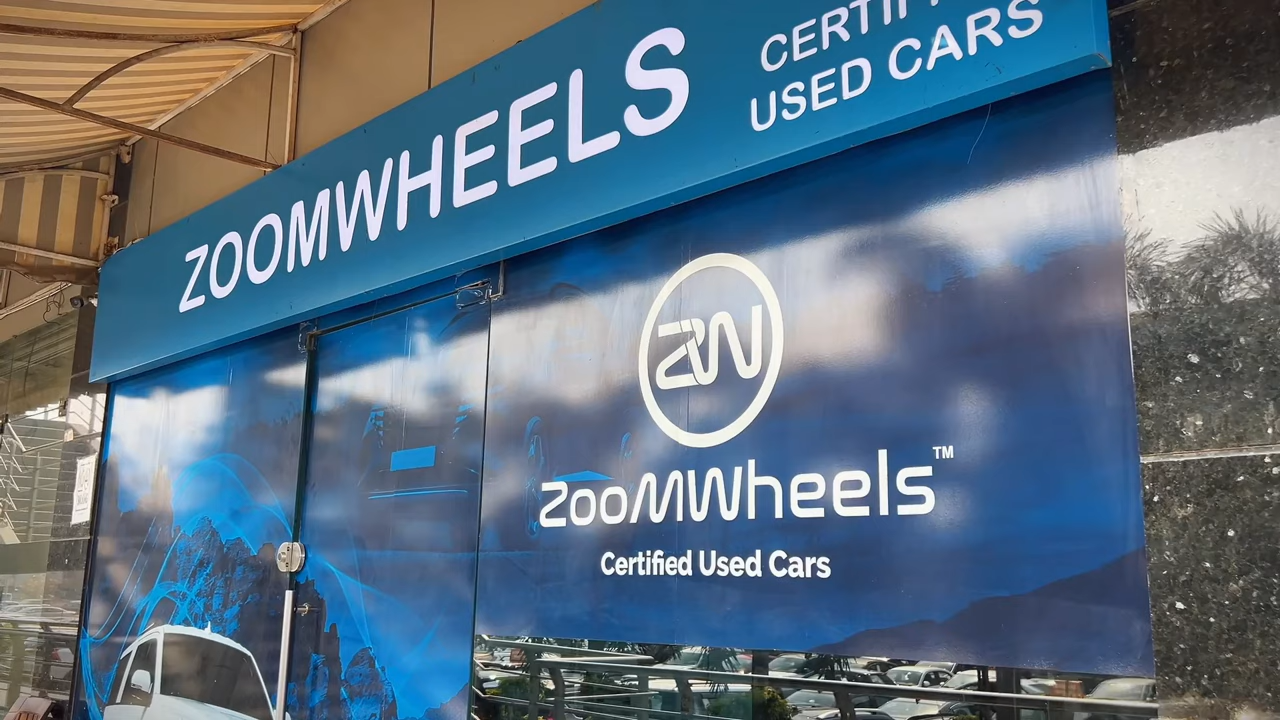 ZOOMWHEELS
USED CARS
ZW
ZooMWheels™
Certified Used Cars